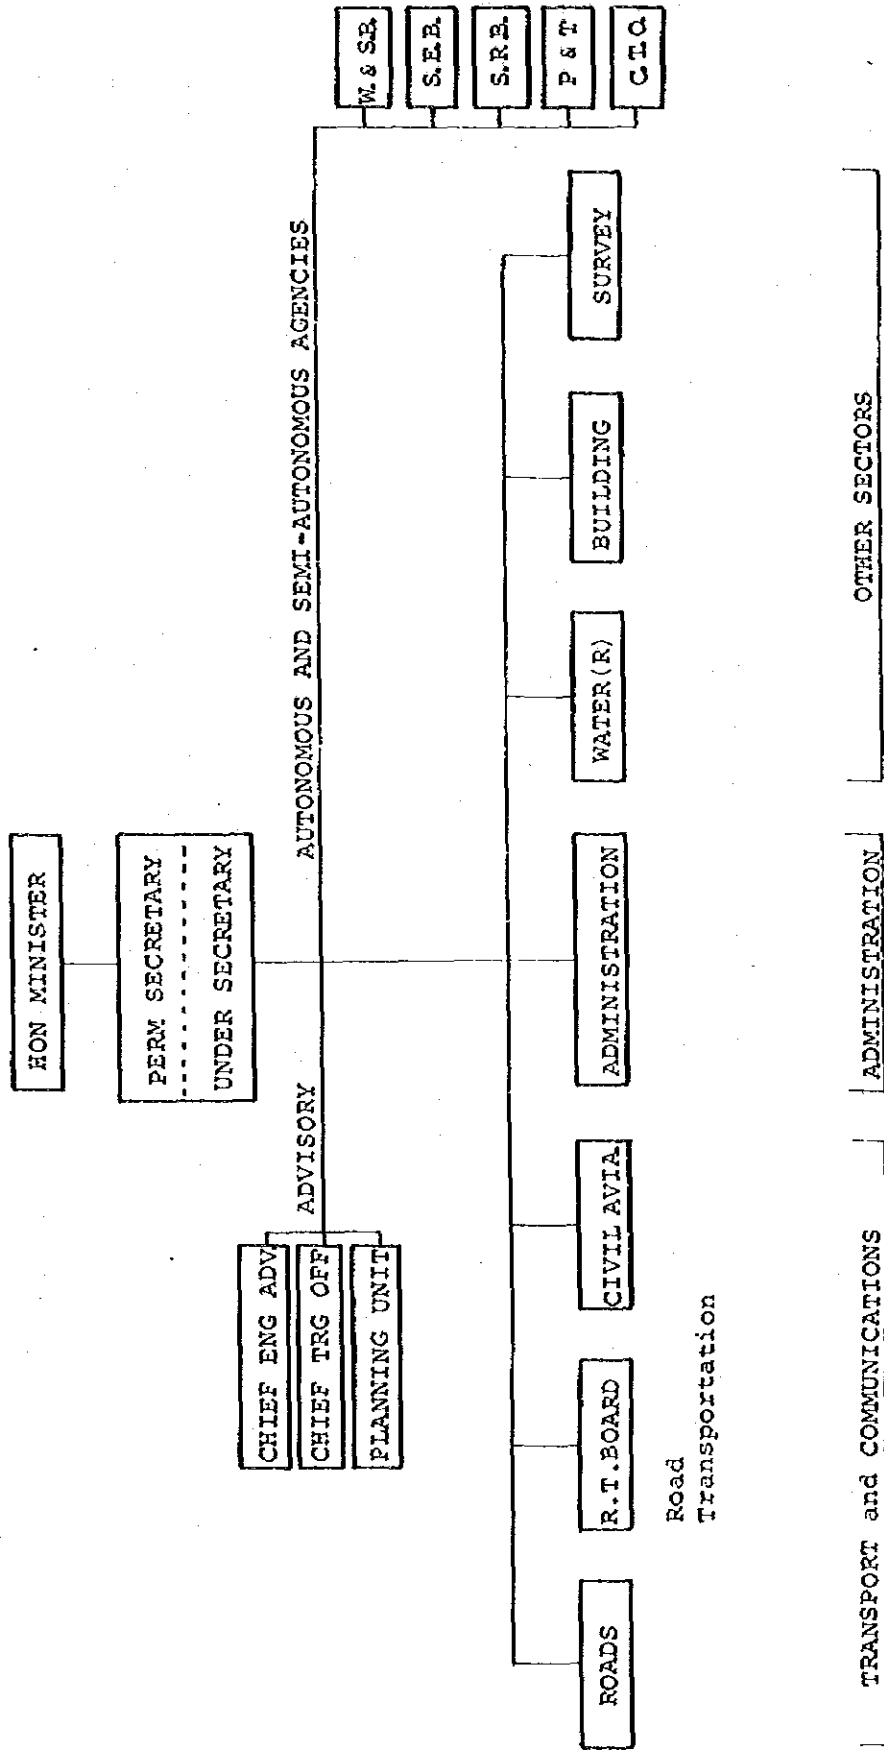 HON MINISTER
PERM SECRETARY
UNDER SECRETARY
ADVISORY
AUTONOMOUS AND SEMI-AUTONOMOUS AGENCIES
CHIEF ENG ADV
CHIEF TRG OFF
PLANNING UNIT
W. & S.B.
S.E.B.
S.R.B.
P & T
C.T.O.
ROADS
R.T.BOARD
CIVIL AVIA.
ADMINISTRATION
WATER(R)
BUILDING
SURVEY
Road
Transportation
TRANSPORT and COMMUNICATIONS
ADMINISTRATION
OTHER SECTORS